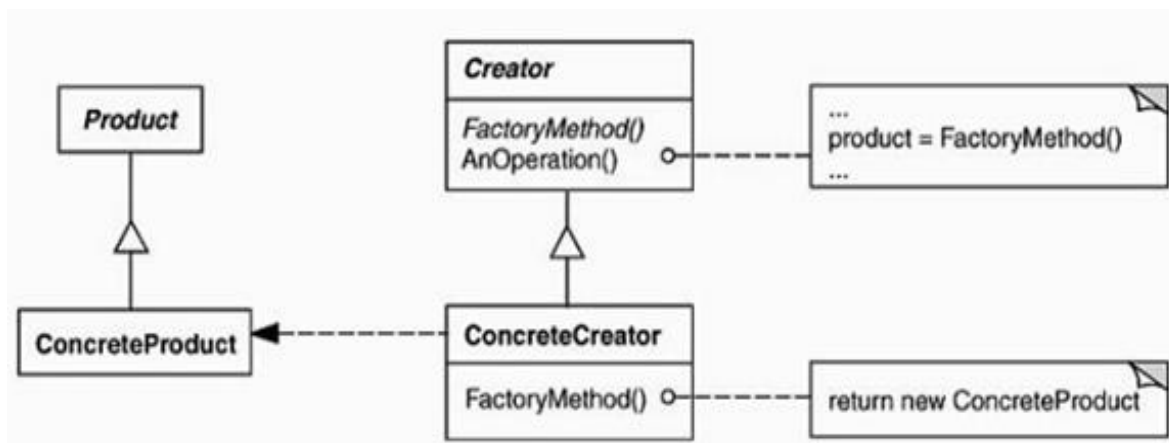 Product
ConcreteProduct
Creator
FactoryMethod()
AnOperation()
...
product = FactoryMethod()
...
ConcreteCreator
FactoryMethod()
return new ConcreteProduct